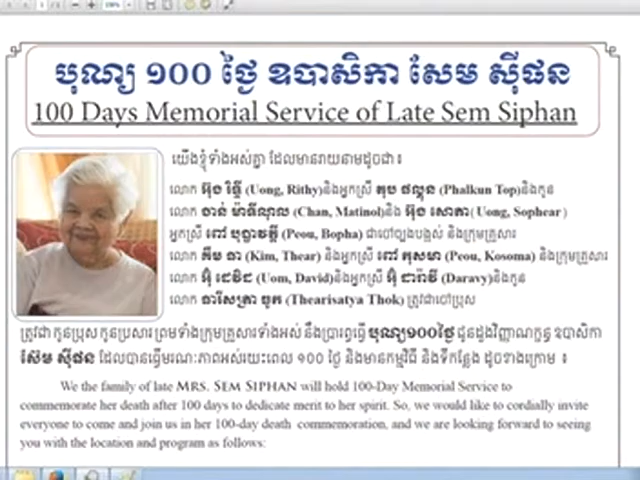 បុណ្យ ១០០ ថ្ងៃ ឧបាសិកា សែម ស៊ីផន
100 Days Memorial Service of Late Sem Siphan
យើងខ្ញុំទាំងអស់គ្នា ដែលមានរាយនាមដូចជា ៖
លោក អ៊ុង រិទ្ធី (Uong, Rithy)និងអ្នកស្រី តុប ផល្គុន (Phalkun Top)និងកូន
លោក ចាន់ ម៉ាទីណុល (Chan, Matinol)និង អ៊ុង សោភា (Uong, Sophear)
អ្នកស្រី ពៅ បុប្ផាវត្តី (Peou, Bopha) ជាចៅច្បងបង្អស់ និងក្រុមគ្រួសារ
លោក គឹម ធា (Kim, Thear) និងអ្នកស្រី ពៅ គុសមា (Peou, Kosoma) និងក្រុមគ្រួសារ
លោក អ៊ុំ ដេវិដ (Uom, David)និងអ្នកស្រី អ៊ុំ ដារ៉ាវី (Daravy)និងកូន
លោក (Thearisatya Thok) ត្រូវជាចៅប្រុស
ត្រូវជា កូនប្រុស កូនប្រសារ ព្រមទាំងក្រុមគ្រួសារទាំងអស់ នឹងប្រារព្ធធ្វើ បុណ្យ១០០ថ្ងៃ ជូនដួងវិញ្ញាណក្ខន្ធ ឧបាសិកា
សែម ស៊ីផន ដែលបានធ្វើមរណៈភាពអស់រយះពេល ១០០ ថ្ងៃ និងមានកម្មវិធី និងទីកន្លែង ដូចខាងក្រោម ៖
We the family of late MRS. SEM SIPHAN will hold 100-Day Memorial Service to
commemorate her death after 100 days to dedicate merit to her spirit. So, we would like to cordially invite
everyone to come and join us in her 100-day death commemoration, and we are looking forward to seeing
you with the location and program as follows: